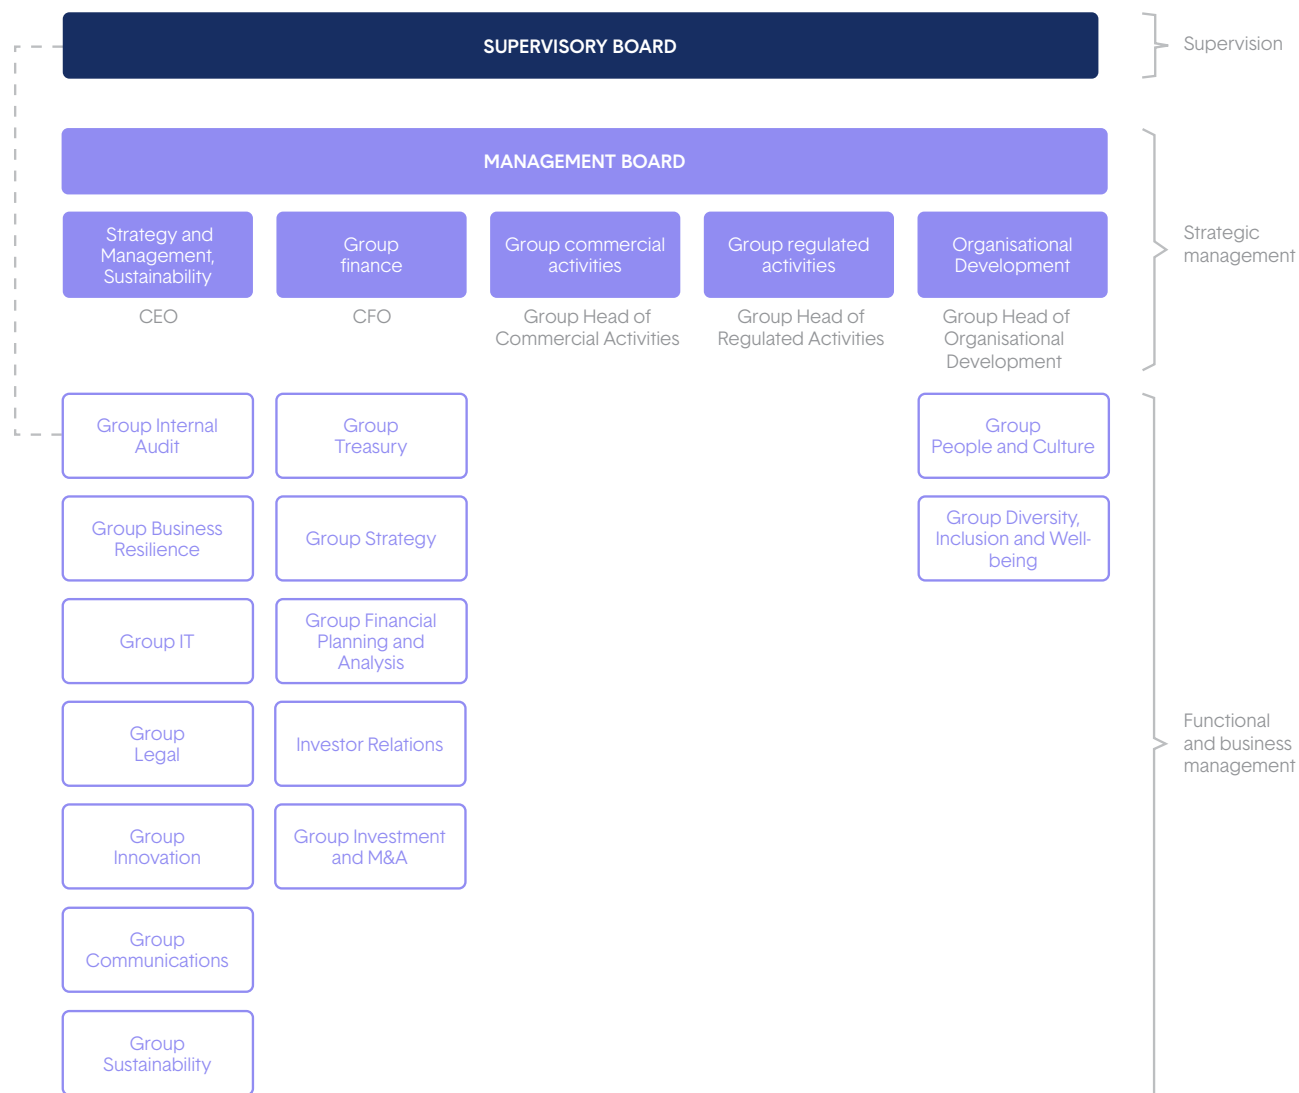 SUPERVISORY BOARD
Supervision
MANAGEMENT BOARD
Strategy and
Management,
Sustainability
Group
finance
Group commercial
activities
Group regulated
activities
Organisational
Development
Strategic
management
CEO
CFO
Group Head of
Commercial Activities
Group Head of
Regulated Activities
Group Head of
Organisational
Development
Group Internal
Audit
Group
Treasury
Group
People and Culture
Group Business
Resilience
Group Strategy
Group Diversity,
Inclusion and Well-
being
Group IT
Group Financial
Planning and
Analysis
Group
Legal
Investor Relations
Functional
and business
management
Group
Innovation
Group Investment
and M&A
Group
Communications
Group
Sustainability